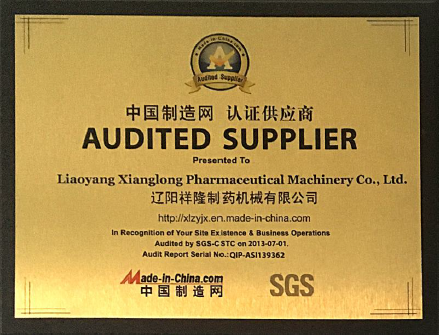 Made-in-China.com
Audited Supplier
中国制造网 认证供应商
AUDITED SUPPLIER
Presented To
Liaoyang Xianglong Pharmaceutical Machinery Co., Ltd.
辽阳祥隆制药机械有限公司
http://xlzyjx.en.made-in-china.com
In Recognition of Your Site Existence & Business Operations
Audited by SGS-CSTC on 2013-07-01.
Audit Report Serial No.:QIP-ASI139362
Made-in-China.com
中国制造网
SGS